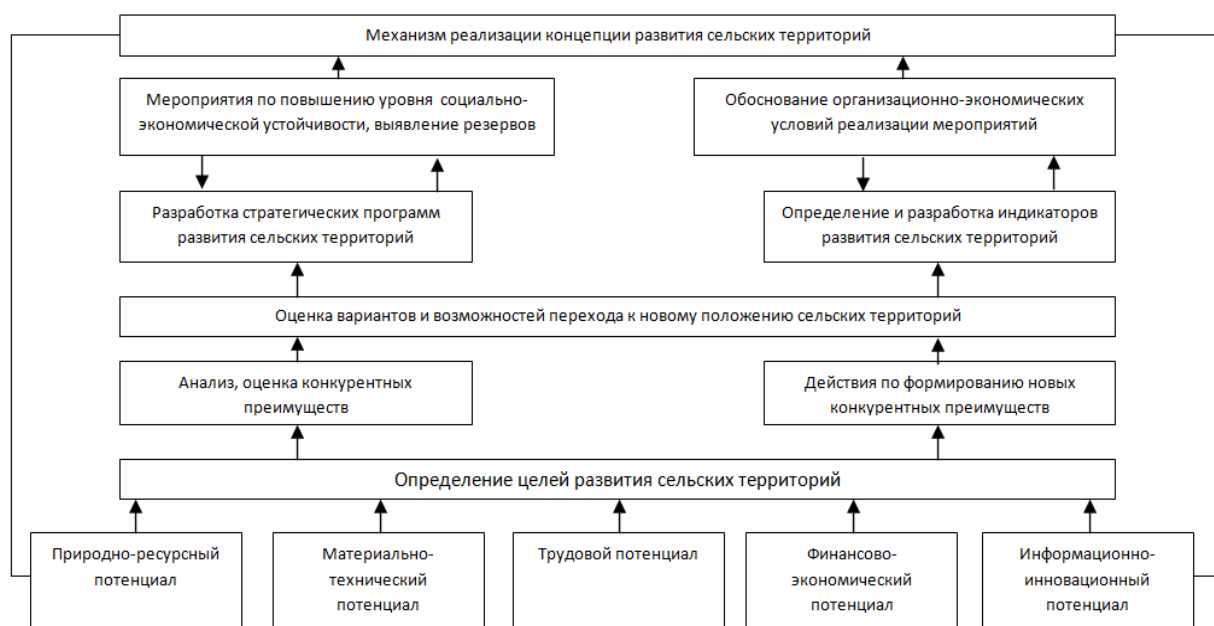 Механизм реализации концепции развития сельских территорий
Мероприятия по повышению уровня социально-
экономической устойчивости, выявление резервов
Обоснование организационно-экономических
условий реализации мероприятий
Разработка стратегических программ
развития сельских территорий
Определение и разработка индикаторов
развития сельских территорий
Оценка вариантов и возможностей перехода к новому положению сельских территорий
Анализ, оценка конкурентных
преимуществ
Действия по формированию новых
конкурентных преимуществ
Определение целей развития сельских территорий
Природно-ресурсный
потенциал
Материально-
технический
потенциал
Трудовой потенциал
Финансово-
экономический
потенциал
Информационно-
инновационный
потенциал